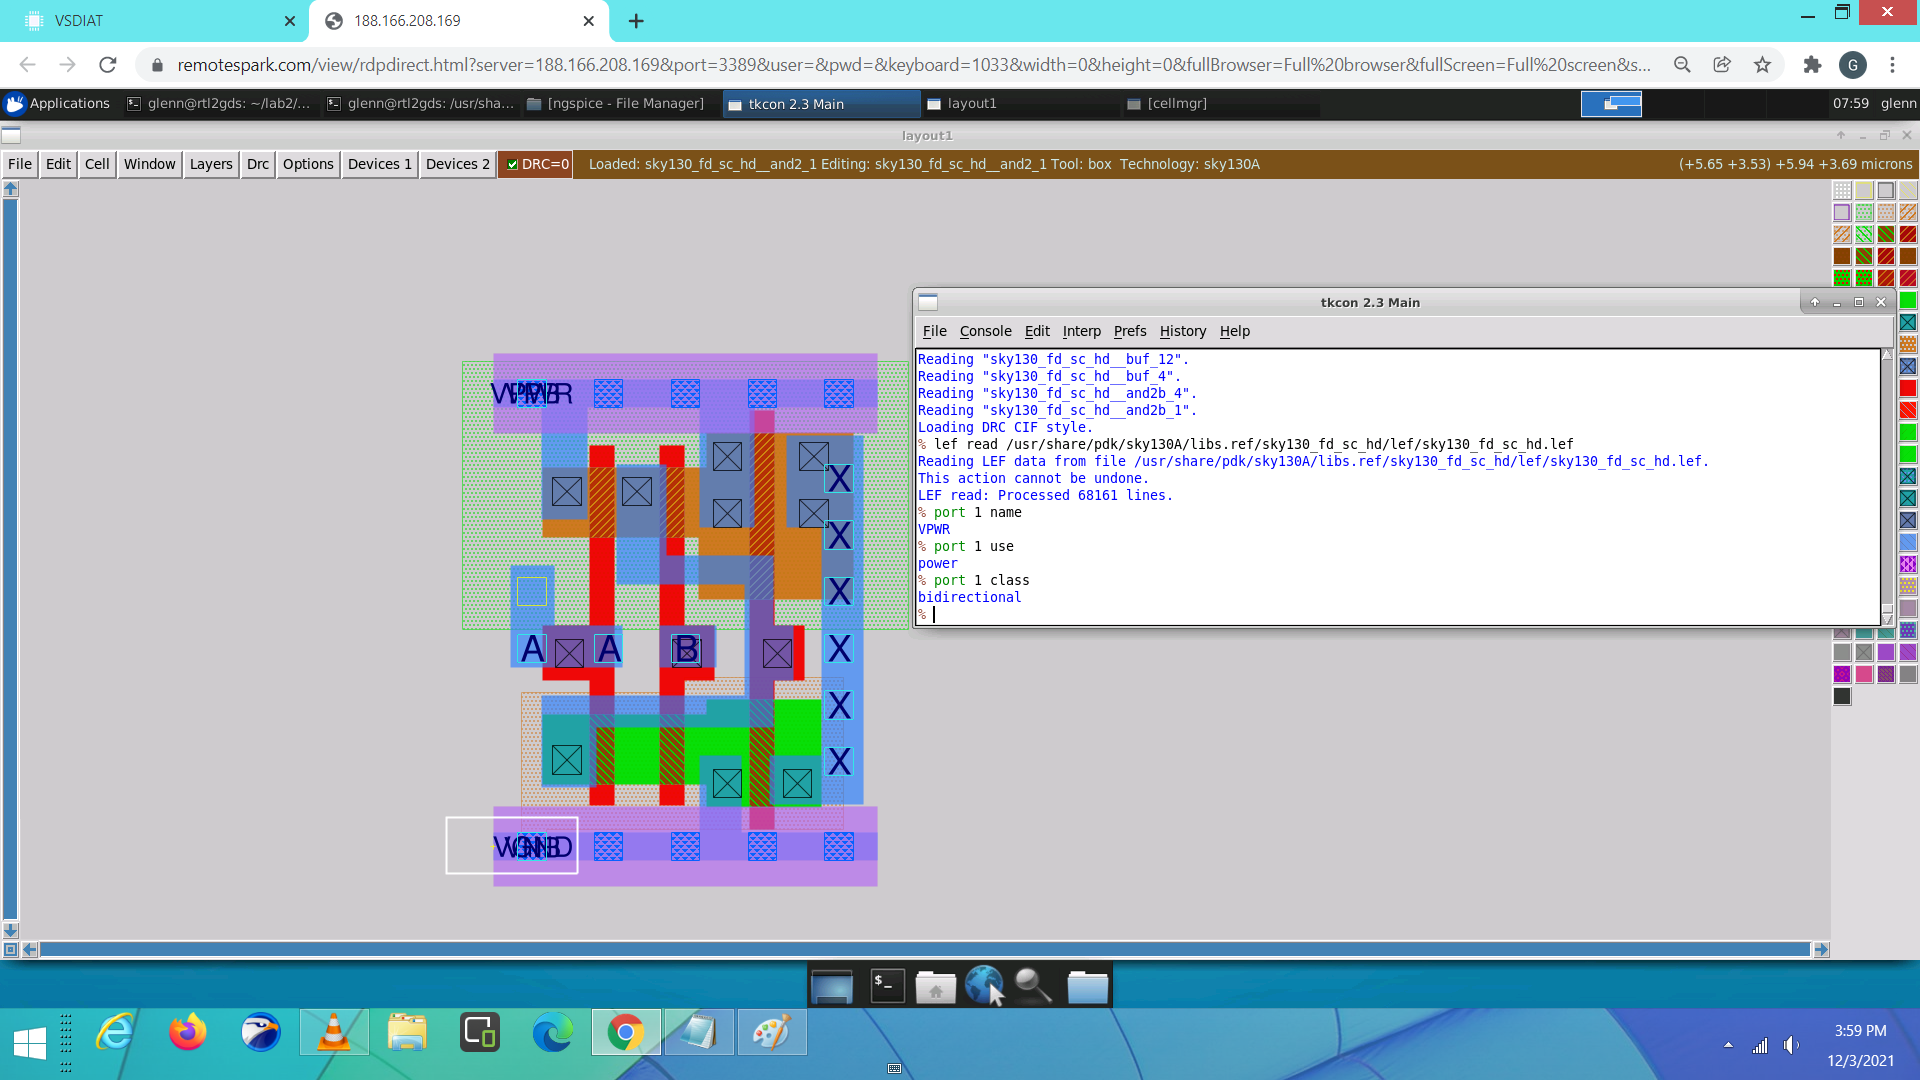 VSDIAT
188.166.208.169
remotespark.com/view/rdpdirect.html?server=188.166.208.169&port=3389&user=&pwd=&keyboard=1033&width=0&height=0&fullBrowser=Full%20browser&fullScreen=Full%20screen&s...
G
Applications
glenn@rtl2gds: ~/lab2/...
glenn@rtl2gds: /usr/sha...
[ngspice - File Manager]
tkcon 2.3 Main
layout1
[cellmgr]
07:59
glenn
layout1
File Edit Cell Window Layers Drc Options Devices 1 Devices 2 DRC=0
Loaded: sky130_fd_sc_hd__and2_1 Editing: sky130_fd_sc_hd__and2_1 Tool: box Technology: sky130A
(+5.65 +3.53) +5.94 +3.69 microns
tkcon 2.3 Main
File Console Edit Interp Prefs History Help
Reading "sky130_fd_sc_hd__buf_12".
Reading "sky130_fd_sc_hd__buf_4".
Reading "sky130_fd_sc_hd__and2b_4".
Reading "sky130_fd_sc_hd__and2b_1".
Loading DRC CIF style.
% lef read /usr/share/pdk/sky130A/libs.ref/sky130_fd_sc_hd/lef/sky130_fd_sc_hd.lef
Reading LEF data from file /usr/share/pdk/sky130A/libs.ref/sky130_fd_sc_hd/lef/sky130_fd_sc_hd.lef.
This action cannot be undone.
LEF read: Processed 68161 lines.
% port 1 name
VPWR
% port 1 use
power
% port 1 class
bidirectional
%
X
X
X
A A B X
X
X
$_
3:59 PM
12/3/2021